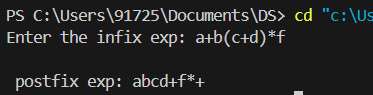 PS C:\Users\91725\Documents\DS> cd "c:\Us
Enter the infix exp: a+b(c+d)*f
postfix exp: abcd+f*+